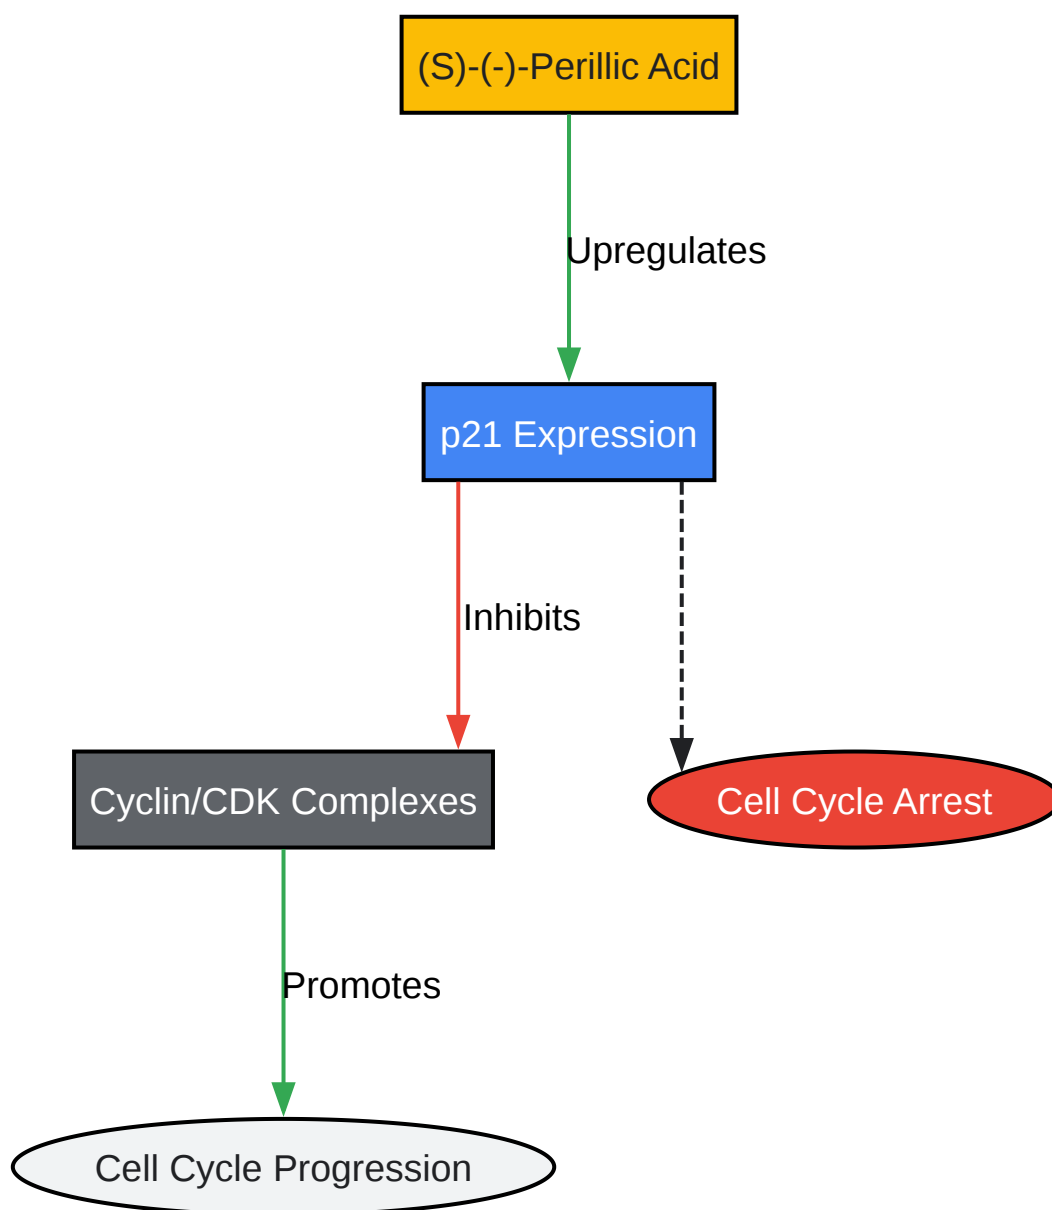 (S)-(-)-Perillic Acid
Upregulates
p21 Expression
Inhibits
Cyclin/CDK Complexes
Cell Cycle Arrest
Promotes
Cell Cycle Progression